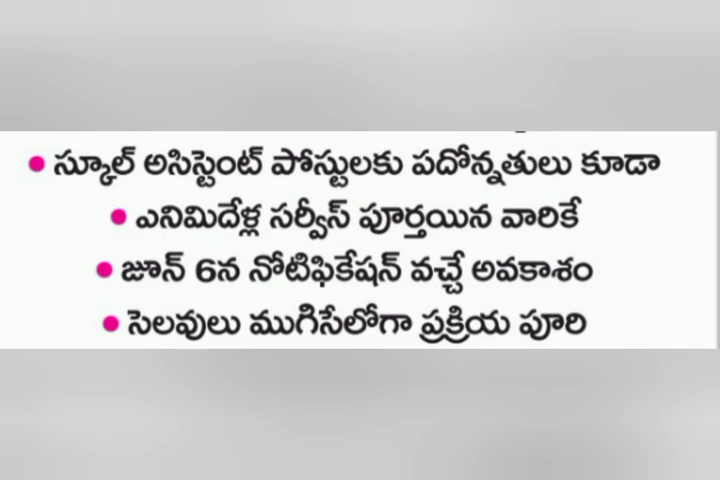 • స్కూల్ అసిస్టెంట్ పోస్టులకు పదోన్నతులు కూడా
• ఎనిమిదేళ్ల సర్వీస్ పూర్తయిన వారికే
• జూన్ 6న నోటిఫికేషన్ వచ్చే అవకాశం
• సెలవులు ముగిసేలోగా ప్రక్రియ పూరి